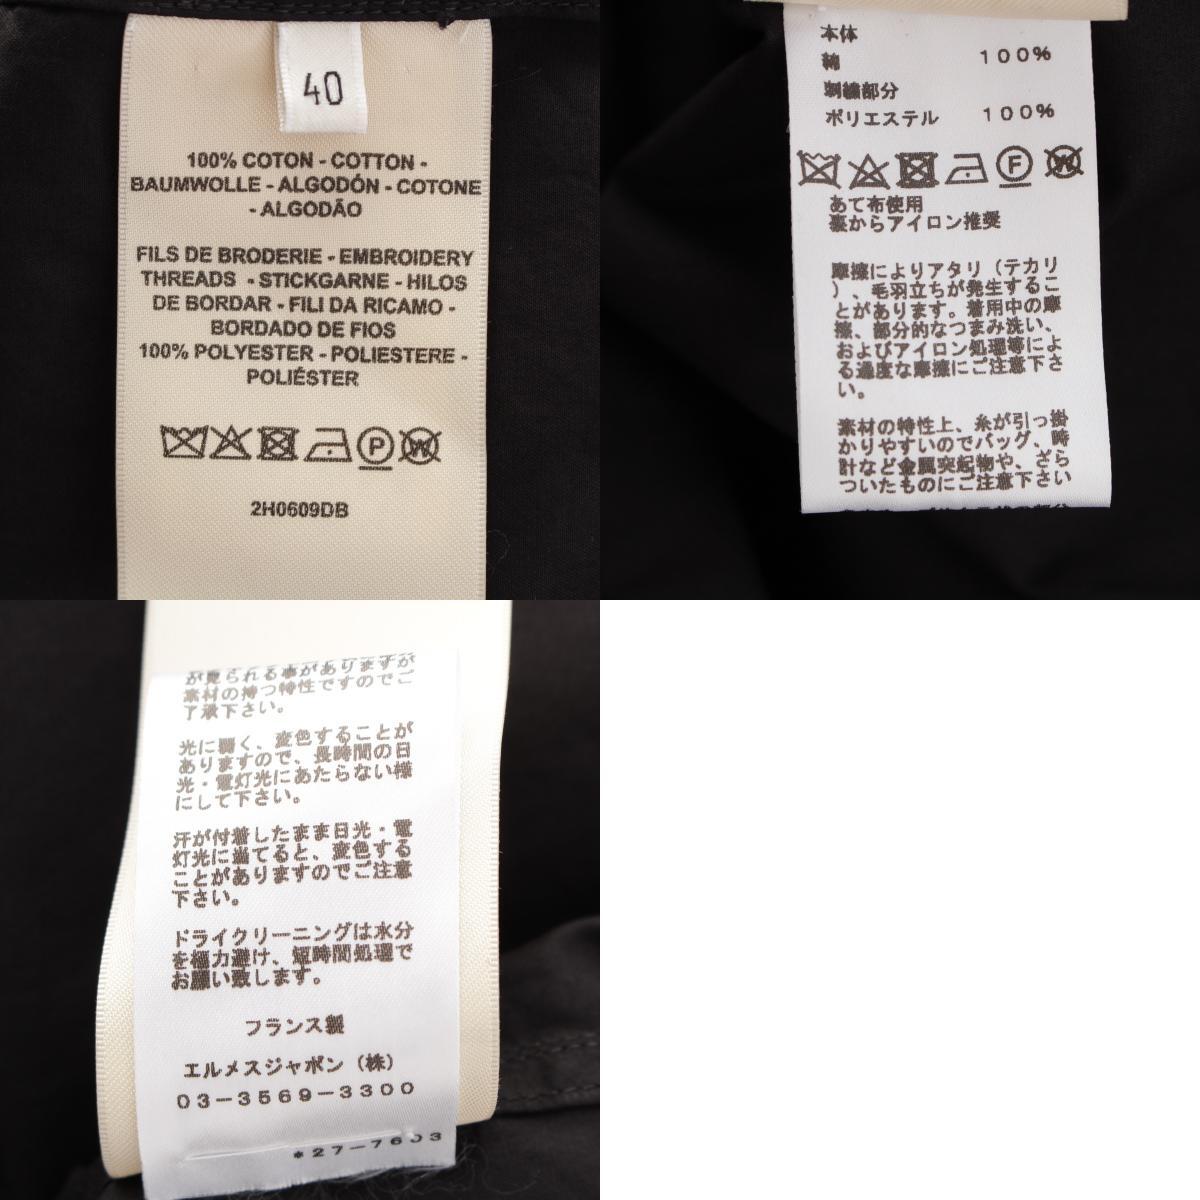 40
100% COTON - COTTON -
BAUMWOLLE - ALGODÓN - COTONE
- ALGODÃO
FILS DE BRODERIE - EMBROIDERY
THREADS - STICKGARNE - HILOS
DE BORDAR - FILI DA RICAMO -
BORDADO DE FIOS
100% POLYESTER - POLIESTERE -
POLIÉSTER
P W
2H0609DB
本体
綿 100%
刺繍部分
ポリエステル 100%
F W
あて布使用
裏からアイロン推奨
摩擦によりアタリ（テカリ
）、毛羽立ちが発生するこ
とがあります。着用中の摩
擦、部分的なつまみ洗い、
およびアイロン処理等によ
る過度な摩擦にご注意下さ
い。
素材の特性上、糸が引っ掛
かりやすいのでバッグ、時
計など金属突起物や、ざら
ついたものにご注意下さい
が見られる事がありますが
素材の持つ特性ですのでご
了承下さい。
光に弱く、変色することが
ありますので、長時間の日
光・電灯光にあたらない様
にして下さい。
汗が付着したまま日光・電
灯光に当てると、変色する
ことがありますのでご注意
下さい。
ドライクリーニングは水分
を極力避け、短時間処理で
お願い致します。
フランス製
エルメスジャポン（株）
03-3569-3300
*27-7603